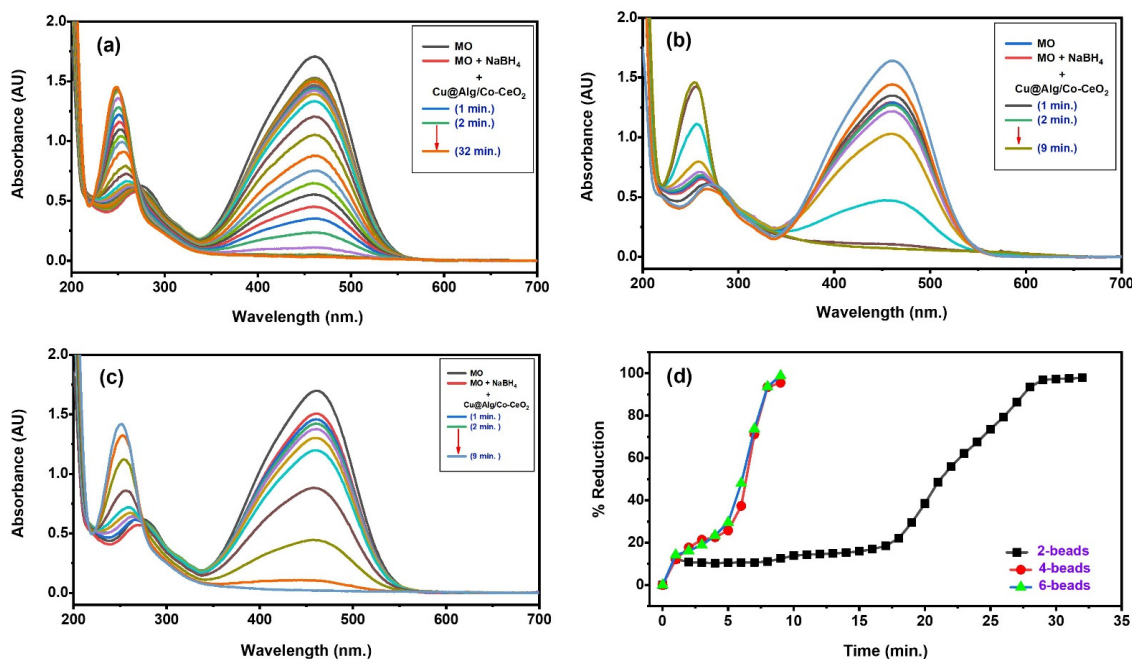 (a)
MO
MO + NaBH4
+
Cu@Alg/Co-CeO2
(1 min.)
(2 min.)
(32 min.)
2.0
1.5
1.0
0.5
0.0
Absorbance (AU)
200 300 400 500 600 700
Wavelength (nm.)
(b)
MO
MO + NaBH4
+
Cu@Alg/Co-CeO2
(1 min.)
(2 min.)
(9 min.)
2.0
1.5
1.0
0.5
0.0
Absorbance (AU)
200 300 400 500 600 700
Wavelength (nm.)
(c)
MO
MO + NaBH4
+
Cu@Alg/Co-CeO2
(1 min. )
(2 min. )
(9 min. )
2.0
1.5
1.0
0.5
0.0
Absorbance (AU)
200 300 400 500 600 700
Wavelength (nm.)
(d)
100
80
60
40
20
0
% Reduction
2-beads
4-beads
6-beads
0 5 10 15 20 25 30 35
Time (min.)